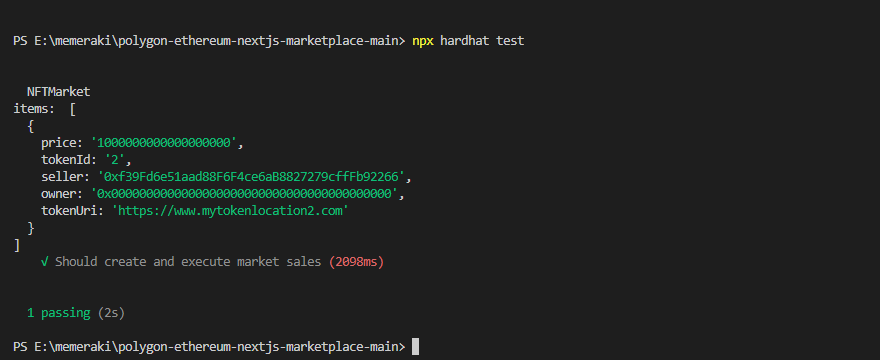 PS E:\memeraki\polygon-ethereum-nextjs-marketplace-main> npx hardhat test
NFTMarket
items:  [
{
price: '1000000000000000000',
tokenId: '2',
seller: '0xf39Fd6e51aad88F6F4ce6aB8827279cffFb92266',
owner: '0x0000000000000000000000000000000000000000',
tokenUri: 'https://www.mytokenlocation2.com'
}
]
√ Should create and execute market sales (2098ms)
1 passing (2s)
PS E:\memeraki\polygon-ethereum-nextjs-marketplace-main>